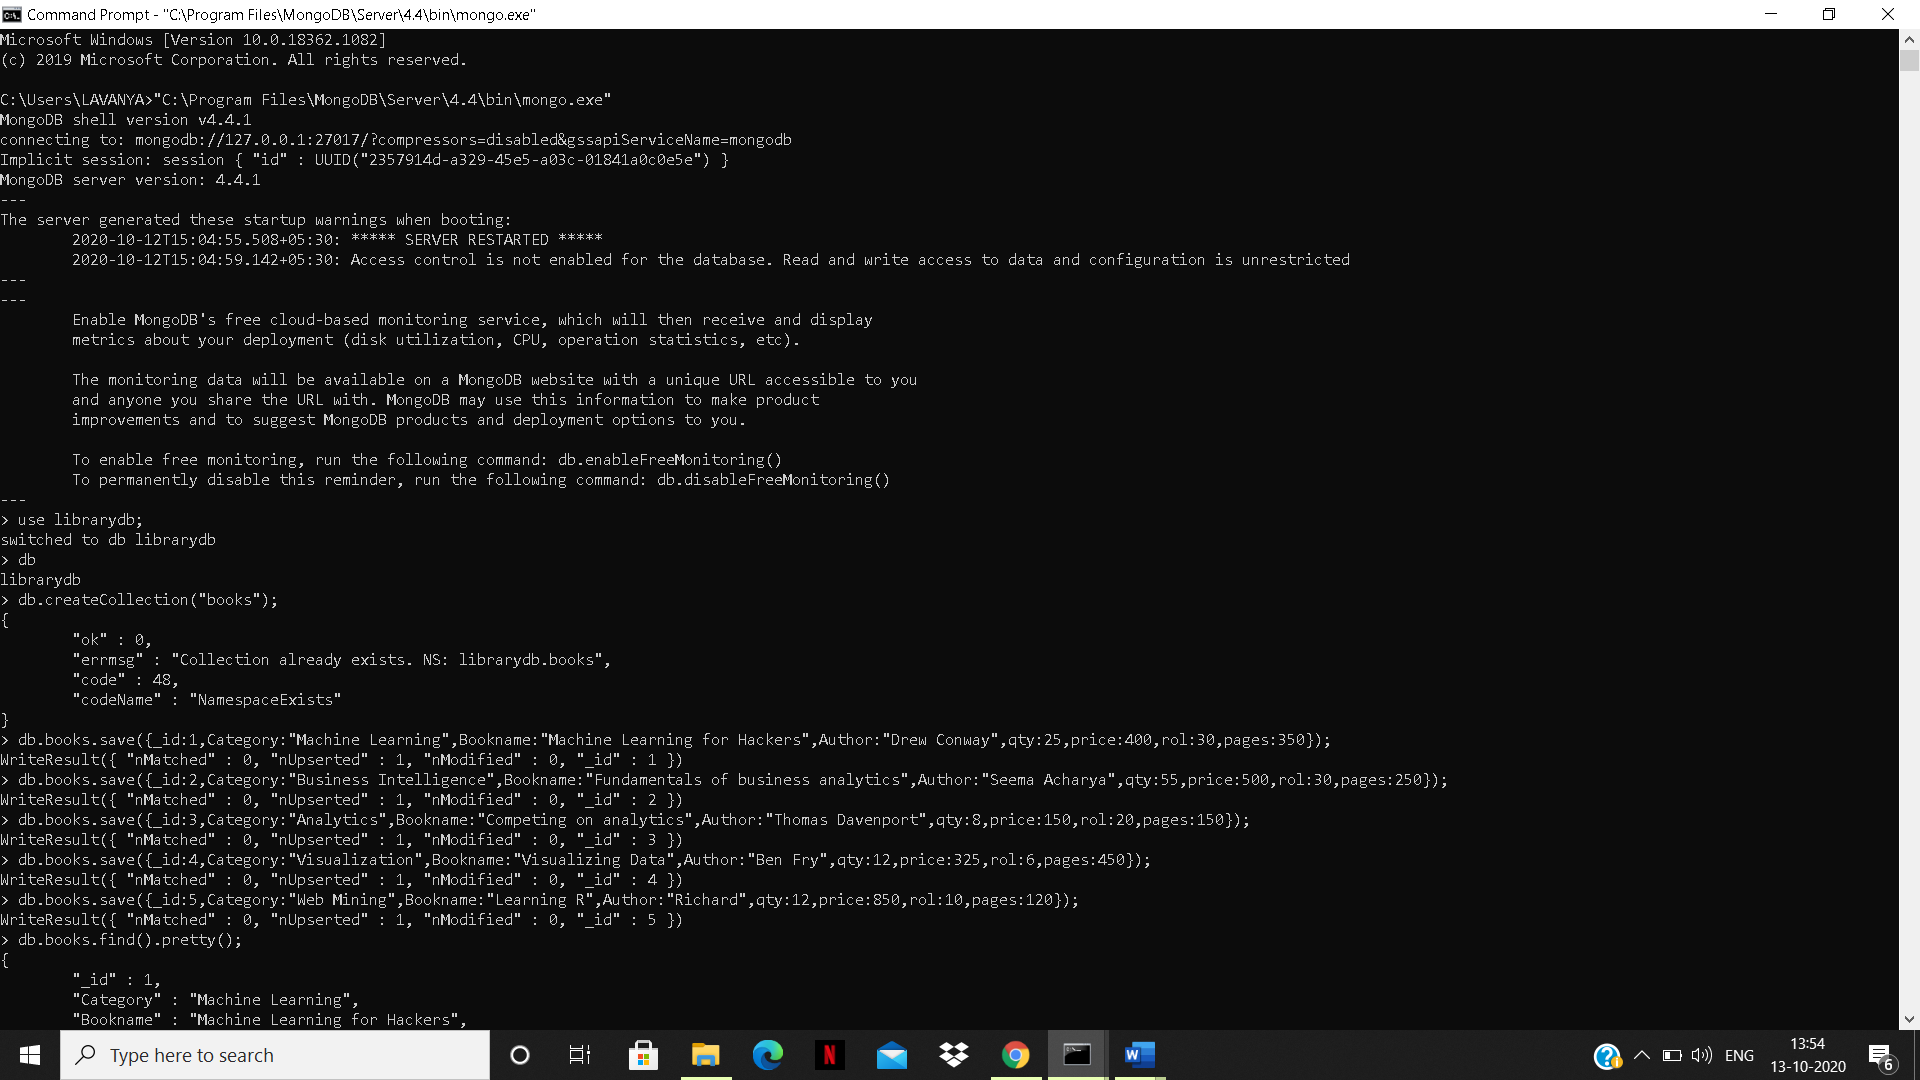 Command Prompt - "C:\Program Files\MongoDB\Server\4.4\bin\mongo.exe"
Microsoft Windows [Version 10.0.18362.1082]
(c) 2019 Microsoft Corporation. All rights reserved.
C:\Users\LAVANYA>"C:\Program Files\MongoDB\Server\4.4\bin\mongo.exe"
MongoDB shell version v4.4.1
connecting to: mongodb://127.0.0.1:27017/?compressors=disabled&gssapiServiceName=mongodb
Implicit session: session { "id" : UUID("2357914d-a329-45e5-a03c-01841a0c0e5e") }
MongoDB server version: 4.4.1
---
The server generated these startup warnings when booting:
        2020-10-12T15:04:55.508+05:30: ***** SERVER RESTARTED *****
        2020-10-12T15:04:59.142+05:30: Access control is not enabled for the database. Read and write access to data and configuration is unrestricted
---
---
        Enable MongoDB's free cloud-based monitoring service, which will then receive and display
        metrics about your deployment (disk utilization, CPU, operation statistics, etc).
        The monitoring data will be available on a MongoDB website with a unique URL accessible to you
        and anyone you share the URL with. MongoDB may use this information to make product
        improvements and to suggest MongoDB products and deployment options to you.
        To enable free monitoring, run the following command: db.enableFreeMonitoring()
        To permanently disable this reminder, run the following command: db.disableFreeMonitoring()
---
> use librarydb;
switched to db librarydb
> db
librarydb
> db.createCollection("books");
{
        "ok" : 0,
        "errmsg" : "Collection already exists. NS: librarydb.books",
        "code" : 48,
        "codeName" : "NamespaceExists"
}
> db.books.save({_id:1,Category:"Machine Learning",Bookname:"Machine Learning for Hackers",Author:"Drew Conway",qty:25,price:400,rol:30,pages:350});
WriteResult({ "nMatched" : 0, "nUpserted" : 1, "nModified" : 0, "_id" : 1 })
> db.books.save({_id:2,Category:"Business Intelligence",Bookname:"Fundamentals of business analytics",Author:"Seema Acharya",qty:55,price:500,rol:30,pages:250});
WriteResult({ "nMatched" : 0, "nUpserted" : 1, "nModified" : 0, "_id" : 2 })
> db.books.save({_id:3,Category:"Analytics",Bookname:"Competing on analytics",Author:"Thomas Davenport",qty:8,price:150,rol:20,pages:150});
WriteResult({ "nMatched" : 0, "nUpserted" : 1, "nModified" : 0, "_id" : 3 })
> db.books.save({_id:4,Category:"Visualization",Bookname:"Visualizing Data",Author:"Ben Fry",qty:12,price:325,rol:6,pages:450});
WriteResult({ "nMatched" : 0, "nUpserted" : 1, "nModified" : 0, "_id" : 4 })
> db.books.save({_id:5,Category:"Web Mining",Bookname:"Learning R",Author:"Richard",qty:12,price:850,rol:10,pages:120});
WriteResult({ "nMatched" : 0, "nUpserted" : 1, "nModified" : 0, "_id" : 5 })
> db.books.find().pretty();
{
        "_id" : 1,
        "Category" : "Machine Learning",
        "Bookname" : "Machine Learning for Hackers",
Type here to search
ENG
13:54
13-10-2020
6